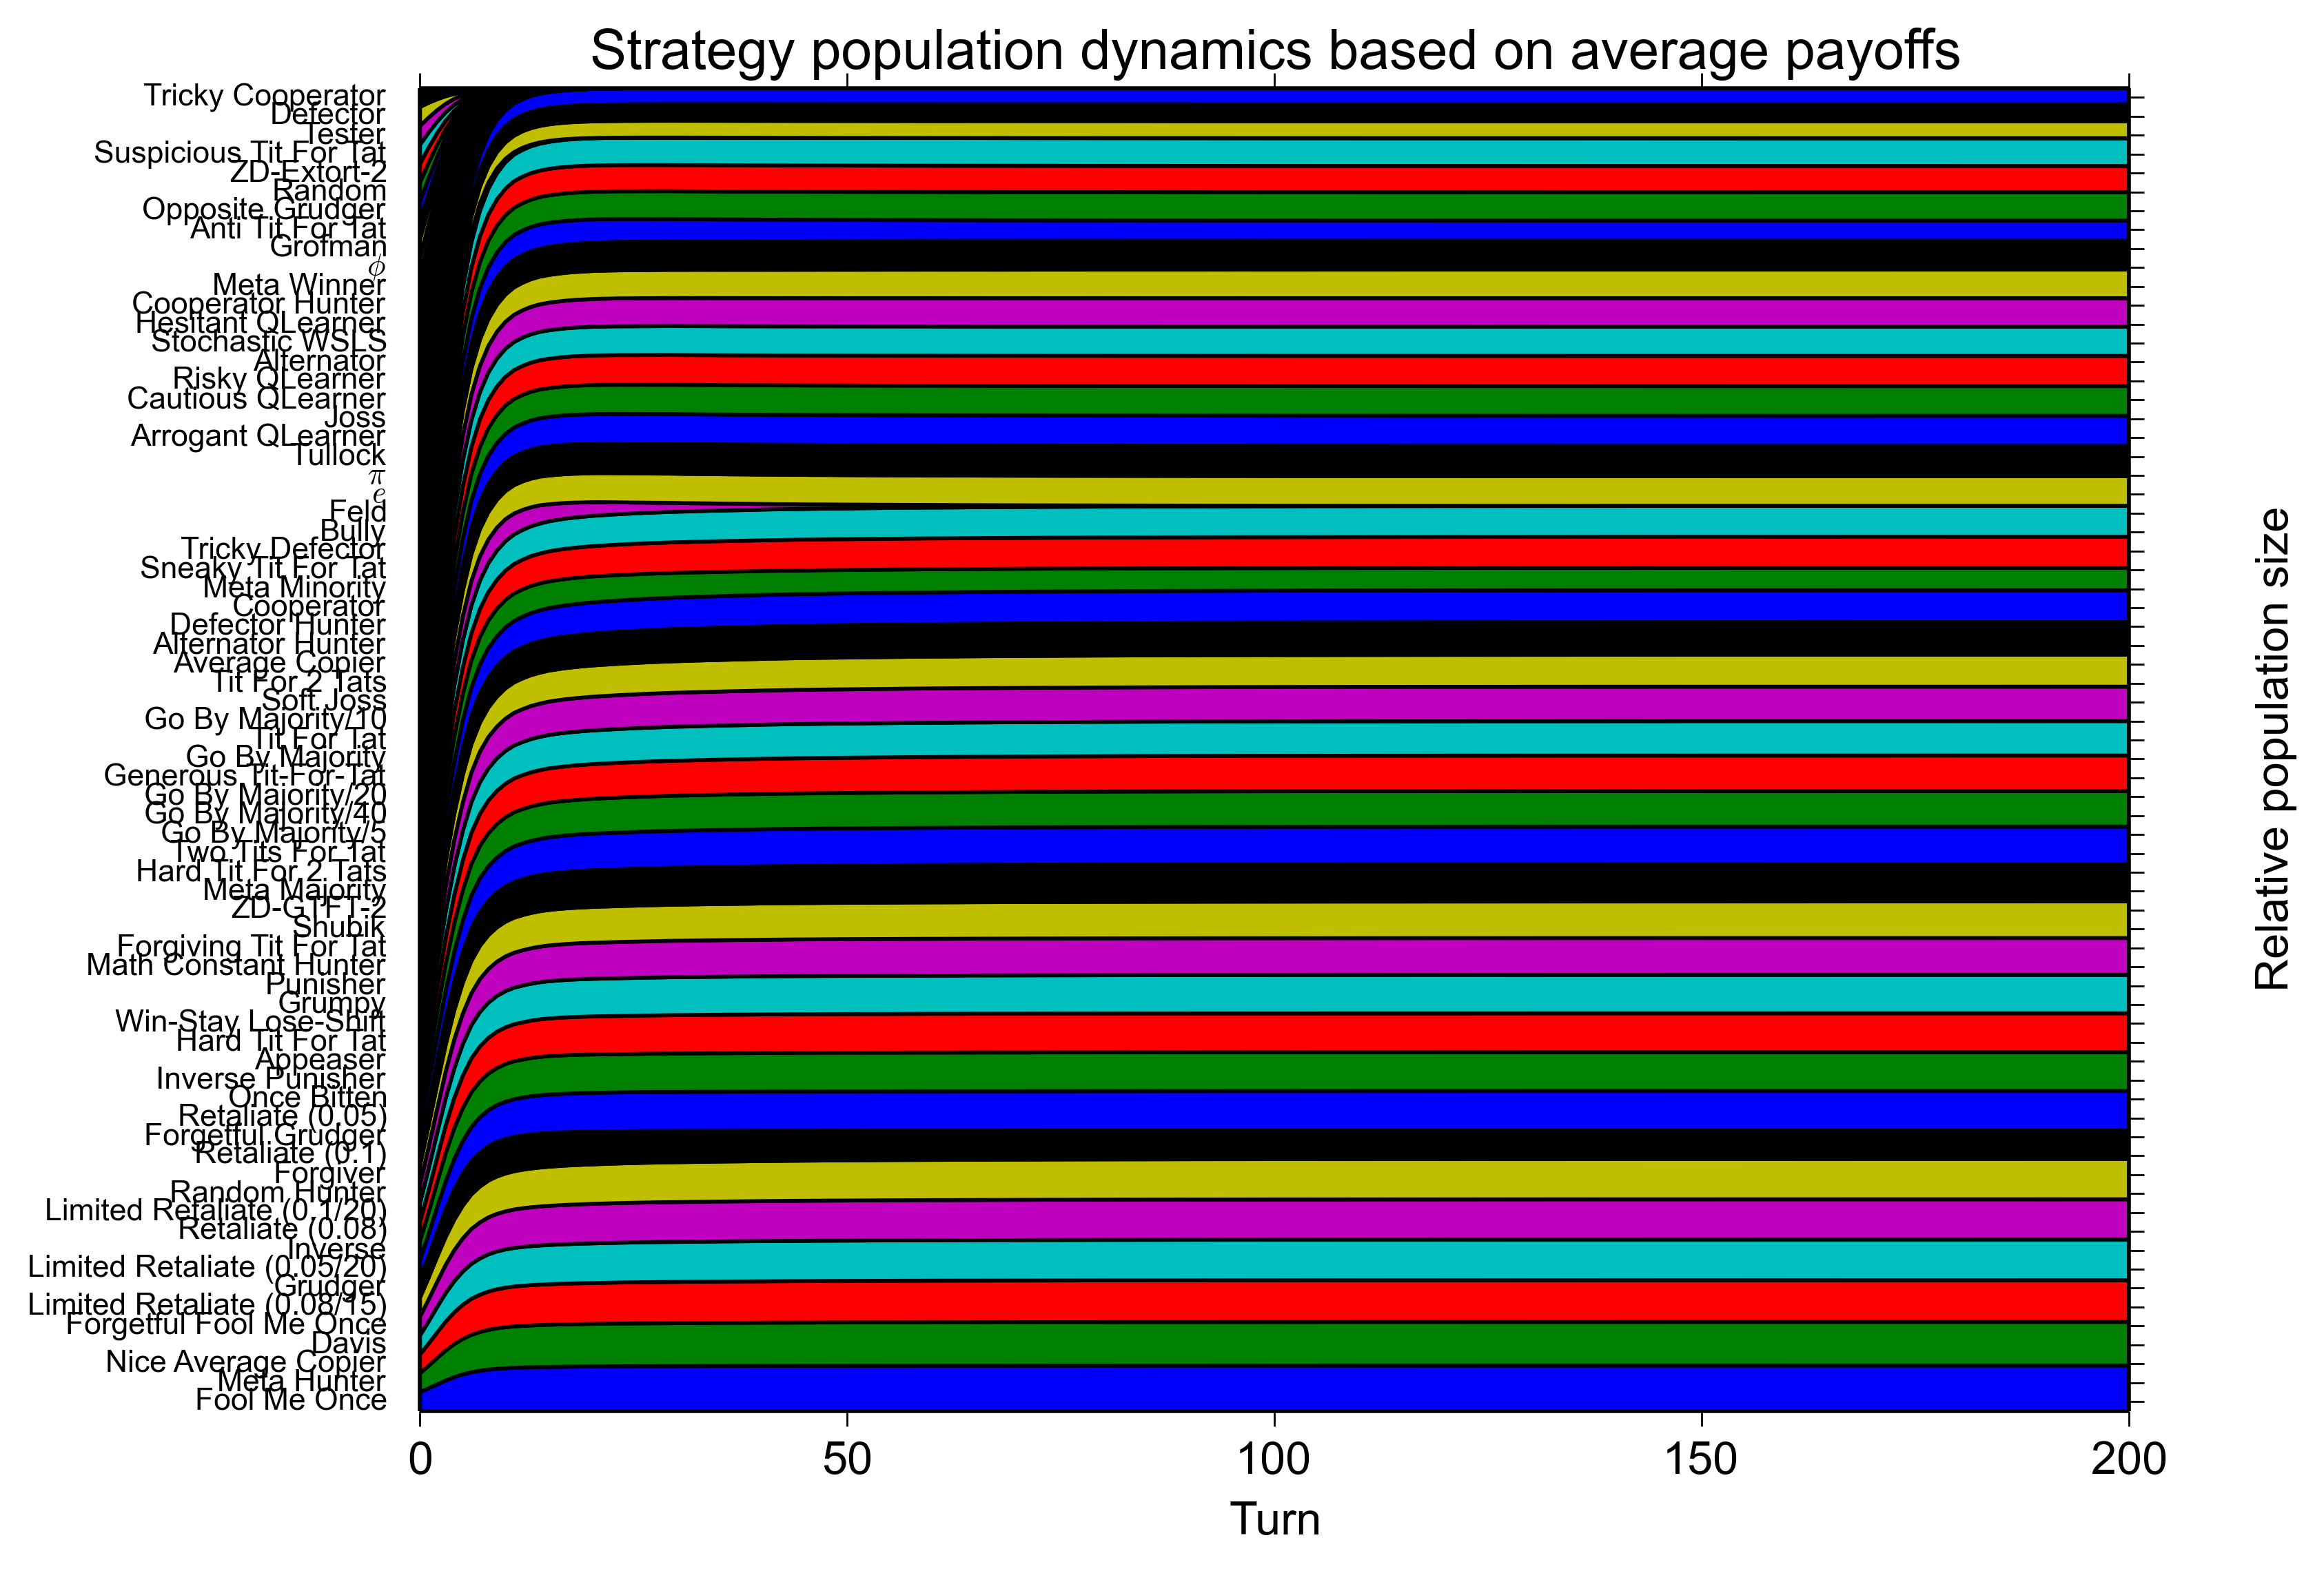 Strategy population dynamics based on average payoffs
Tricky Cooperator
Defector
Tester
Suspicious Tit For Tat
ZD-Extort-2
Random
Opposite Grudger
Anti Tit For Tat
Grofman
ϕ
Meta Winner
Cooperator Hunter
Hesitant QLearner
Stochastic WSLS
Alternator
Risky QLearner
Cautious QLearner
Joss
Arrogant QLearner
Tullock
π
e
Feld
Bully
Tricky Defector
Sneaky Tit For Tat
Meta Minority
Cooperator
Defector Hunter
Alternator Hunter
Average Copier
Tit For 2 Tats
Soft Joss
Go By Majority/10
Tit For Tat
Go By Majority
Generous Tit-For-Tat
Go By Majority/20
Go By Majority/40
Go By Majority/5
Two Tits For Tat
Hard Tit For 2 Tats
Meta Majority
ZD-GTFT-2
Shubik
Forgiving Tit For Tat
Math Constant Hunter
Punisher
Grumpy
Win-Stay Lose-Shift
Hard Tit For Tat
Appeaser
Inverse Punisher
Once Bitten
Retaliate (0.05)
Forgetful Grudger
Retaliate (0.1)
Forgiver
Random Hunter
Limited Retaliate (0.1/20)
Retaliate (0.08)
Inverse
Limited Retaliate (0.05/20)
Grudger
Limited Retaliate (0.08/15)
Forgetful Fool Me Once
Davis
Nice Average Copier
Meta Hunter
Fool Me Once
0 50 100 150 200
Turn
Relative population size